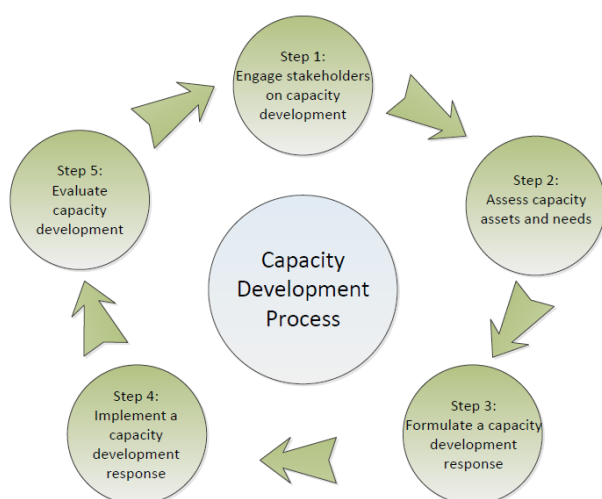 Step 1:
Engage stakeholders
on capacity
development
Step 2:
Assess capacity
assets and needs
Step 3:
Formulate a capacity
development
response
Step 4:
Implement a
capacity
development
response
Step 5:
Evaluate
capacity
development
Capacity
Development
Process